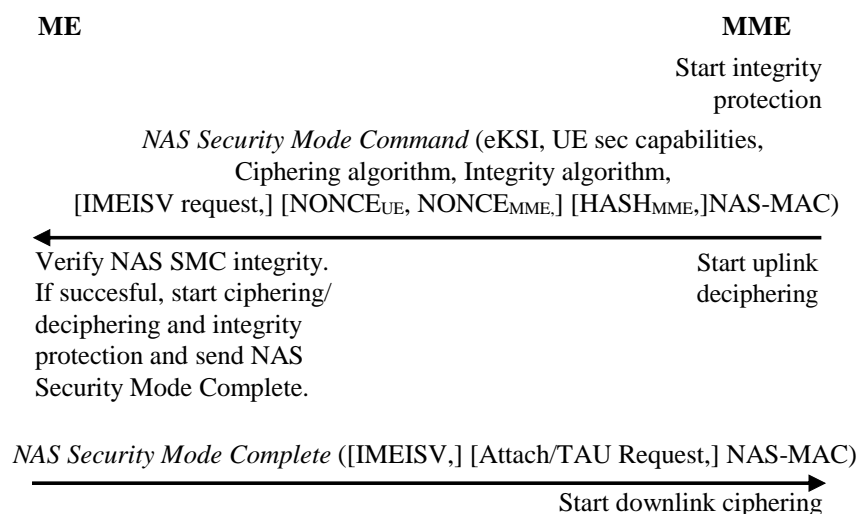 ME MME
Start integrity
protection
NAS Security Mode Command (eKSI, UE sec capabilities,
Ciphering algorithm, Integrity algorithm,
[IMEISV request,] [NONCEUE, NONCEMME,] [HASHMME,]NAS-MAC)
Verify NAS SMC integrity.
If succesful, start ciphering/
deciphering and integrity
protection and send NAS
Security Mode Complete.
Start uplink
deciphering
NAS Security Mode Complete ([IMEISV,] [Attach/TAU Request,] NAS-MAC)
Start downlink ciphering